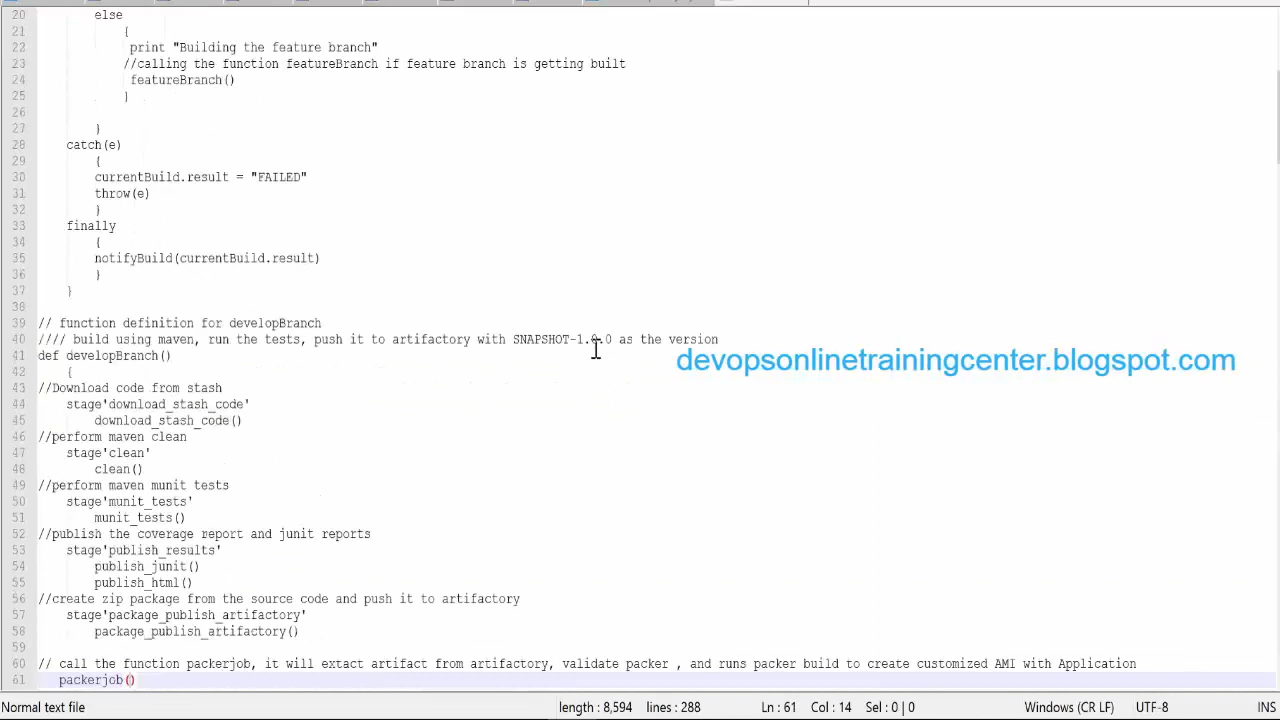 20 else
21 {
22 print "Building the feature branch"
23 //calling the function featureBranch if feature branch is getting built
24 featureBranch()
25 }
26
27 }
28 catch(e)
29 {
30 currentBuild.result = "FAILED"
31 throw(e)
32 }
33 finally
34 {
35 notifyBuild(currentBuild.result)
36 }
37 }
38
39 // function definition for developBranch
40 //// build using maven, run the tests, push it to artifactory with SNAPSHOT-1.0.0 as the version
41 def developBranch()
devopsonlinetrainingcenter.blogspot.com
42 {
43 //Download code from stash
44 stage'download_stash_code'
45 download_stash_code()
46 //perform maven clean
47 stage'clean'
48 clean()
49 //perform maven munit tests
50 stage'munit_tests'
51 munit_tests()
52 //publish the coverage report and junit reports
53 stage'publish_results'
54 publish_junit()
55 publish_html()
56 //create zip package from the source code and push it to artifactory
57 stage'package_publish_artifactory'
58 package_publish_artifactory()
59
60 // call the function packerjob, it will extact artifact from artifactory, validate packer , and runs packer build to create customized AMI with Application
61 packerjob()
Normal text file length : 8,594 lines : 288 Ln : 61 Col : 14 Sel : 0 | 0 Windows (CR LF) UTF-8 INS